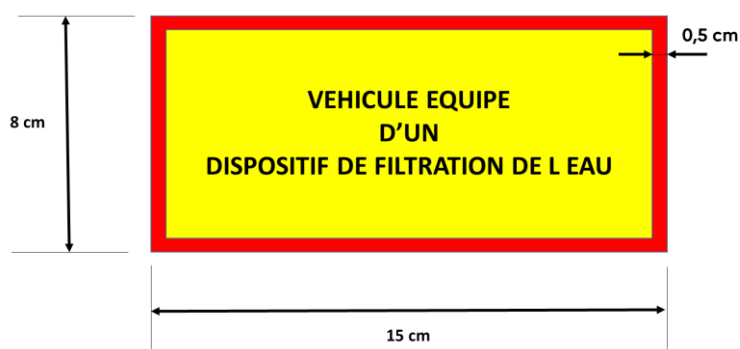 0,5 cm
8 cm
VEHICULE EQUIPE
D’UN
DISPOSITIF DE FILTRATION DE L EAU
15 cm